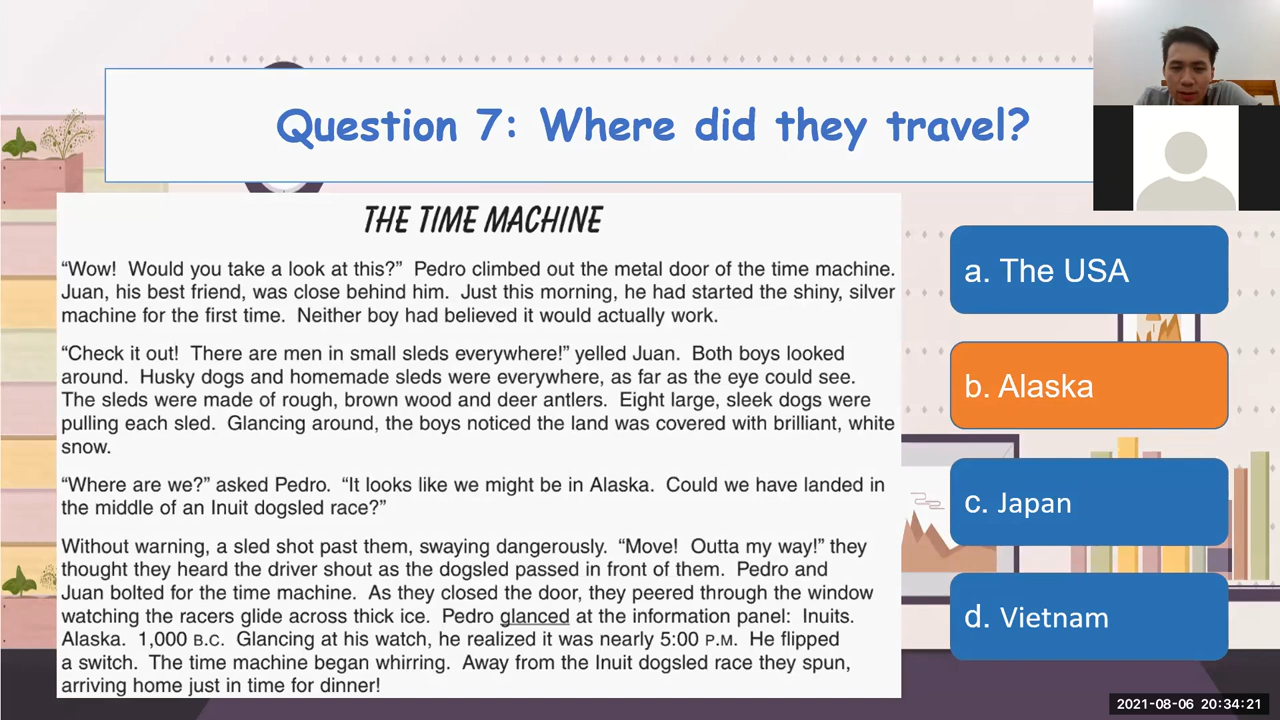 Question 7: Where did they travel?
THE TIME MACHINE
“Wow!  Would you take a look at this?”  Pedro climbed out the metal door of the time machine.
Juan, his best friend, was close behind him.  Just this morning, he had started the shiny, silver
machine for the first time.  Neither boy had believed it would actually work.
“Check it out!  There are men in small sleds everywhere!” yelled Juan.  Both boys looked
around.  Husky dogs and homemade sleds were everywhere, as far as the eye could see.
The sleds were made of rough, brown wood and deer antlers.  Eight large, sleek dogs were
pulling each sled.  Glancing around, the boys noticed the land was covered with brilliant, white
snow.
“Where are we?” asked Pedro.  “It looks like we might be in Alaska.  Could we have landed in
the middle of an Inuit dogsled race?”
Without warning, a sled shot past them, swaying dangerously.  “Move!  Outta my way!” they
thought they heard the driver shout as the dogsled passed in front of them.  Pedro and
Juan bolted for the time machine.  As they closed the door, they peered through the window
watching the racers glide across thick ice.  Pedro glanced at the information panel:  Inuits.
Alaska.  1,000 B.C.  Glancing at his watch, he realized it was nearly 5:00 P.M.  He flipped
a switch.  The time machine began whirring.  Away from the Inuit dogsled race they spun,
arriving home just in time for dinner!
a. The USA
b. Alaska
c. Japan
d. Vietnam
2021-08-06 20:34:21